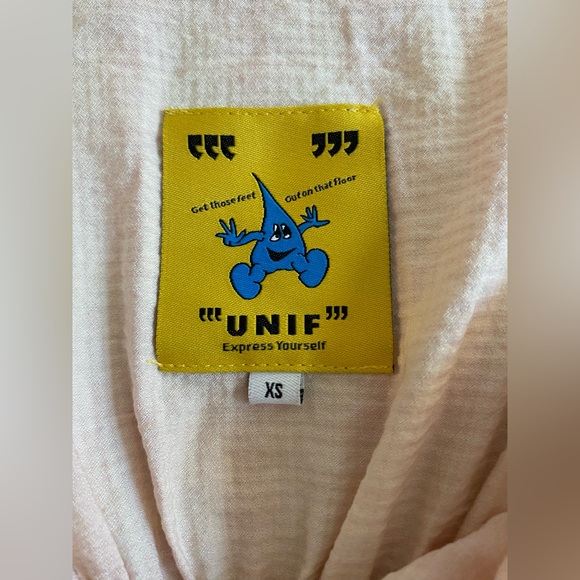 ““‘ ’””
Get those feet Out on that floor
““‘UNIF’””
Express Yourself
XS